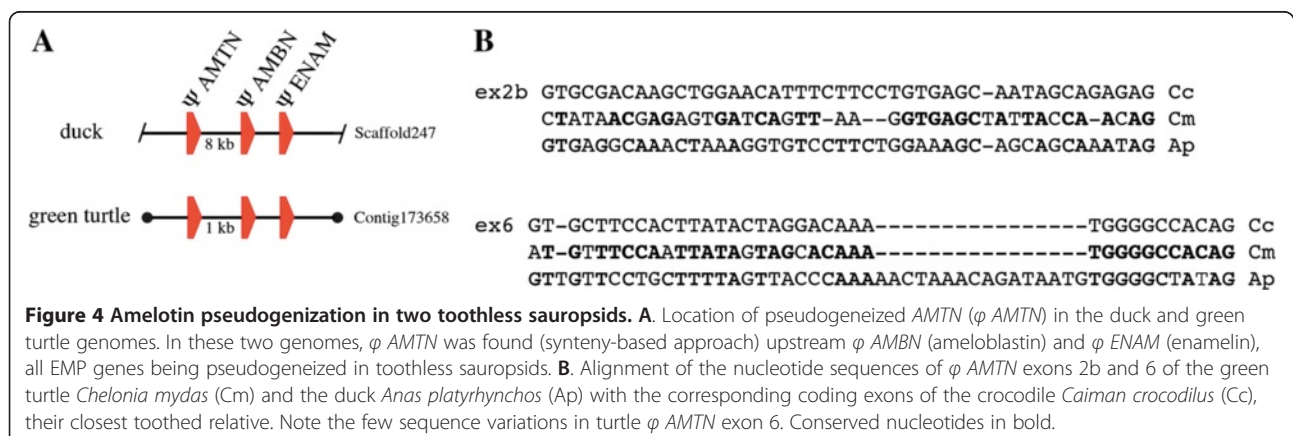 A
B
Ψ AMTN
Ψ AMBN
Ψ ENAM
duck
8 kb
Scaffold247
green turtle
1 kb
Contig173658
ex2b GTGCGACAAGCTGGAACATTTCTTCCTGTGAGC-AATAGCAGAGAG Cc
CTATAACGAGAGTGATCAGTT-AA--GGTGAGCTATTACCA-ACAG Cm
GTGAGGCAAACTAAAGGTGTCCTTCTGGAAAGC-AGCAGCAAATAG Ap
ex6 GT-GCTTCCACTTATACTAGGACAAA----------------TGGGGCCACAG Cc
AT-GTTTCCAATTATAGTAGCACAAA----------------TGGGGCCACAG Cm
GTTGTTCCTGCTTTTAGTTACCCAAAAACTAAACAGATAATGTGGGGCTATAG Ap
Figure 4 Amelotin pseudogenization in two toothless sauropsids. A. Location of pseudogeneized AMTN (φ AMTN) in the duck and green
turtle genomes. In these two genomes, φ AMTN was found (synteny-based approach) upstream φ AMBN (ameloblastin) and φ ENAM (enamelin),
all EMP genes being pseudogeneized in toothless sauropsids. B. Alignment of the nucleotide sequences of φ AMTN exons 2b and 6 of the green
turtle Chelonia mydas (Cm) and the duck Anas platyrhynchos (Ap) with the corresponding coding exons of the crocodile Caiman crocodilus (Cc),
their closest toothed relative. Note the few sequence variations in turtle φ AMTN exon 6. Conserved nucleotides in bold.